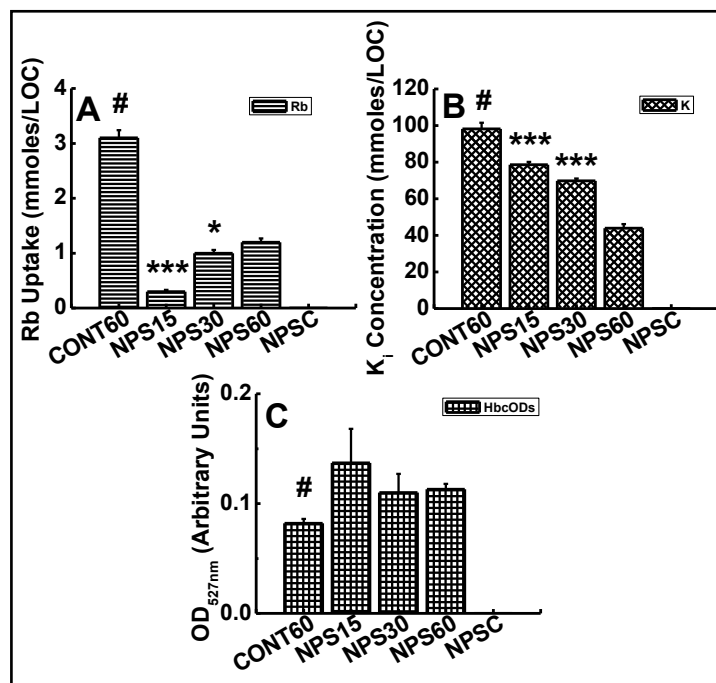 A
#
Rb
Rb Uptake (mmoles/LOC)
4
3
2
1
0
***
*
CONT60
NPS15
NPS30
NPS60
NPSC
B
#
K
K_i Concentration (mmoles/LOC)
120
100
80
60
40
20
0
***
***
CONT60
NPS15
NPS30
NPS60
NPSC
C
HbcODs
OD_527nm (Arbitrary Units)
0.2
0.1
0.0
#
CONT60
NPS15
NPS30
NPS60
NPSC